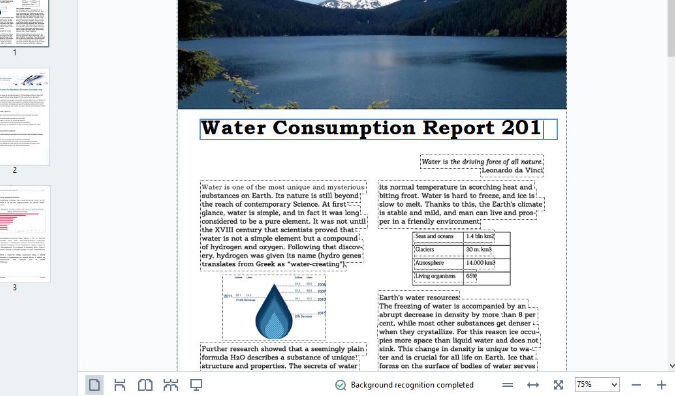 1
2
3
Water Consumption Report 201
Water is the driving force of all nature.
Leonardo da Vinci
Water is one of the most unique and mysterious
substances on Earth. Its nature is still beyond
the reach of contemporary Science. At first
glance, water is simple, and in fact it was long
considered to be a pure element. It was not until
the XVIII century that scientists proved that
water is not a simple element but a compound
of hydrogen and oxygen. Following that discov-
ery, hydrogen was given its name (hydro genes
translates from Greek as "water-creating").
Further research showed that a seemingly plain
formula H2O describes a substance of unique
structure and properties. The secrets of water
its normal temperature in scorching heat and
biting frost. Water is hard to freeze, and ice is
slow to melt. Thanks to this, the Earth's climate
is stable and mild, and man can live and pros-
per in a friendly environment.
Seas and oceans 1.4 bln km3
Glaciers 30 m. km3
Atmosphere 14.000 km3
Living organisms 65%
Earth's water resources:
The freezing of water is accompanied by an
abrupt decrease in density by more than 8 per
cent, while most other substances get denser
when they crystallize. For this reason ice occu-
pies more space than liquid water and does not
sink. This change in density is unique to wa-
ter and is crucial for all life on Earth. Ice that
forms on the surface of bodies of water serves
Background recognition completed
75%